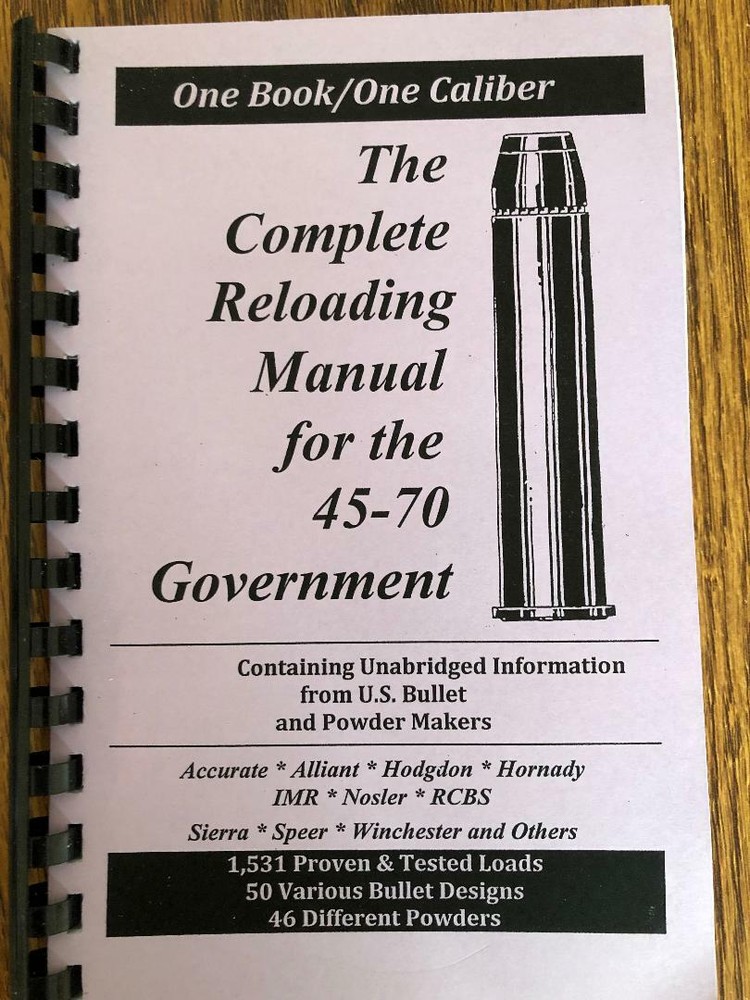 One Book/One Caliber
The
Complete
Reloading
Manual
for the
45-70
Government
Containing Unabridged Information
from U.S. Bullet
and Powder Makers
Accurate * Alliant * Hodgdon * Hornady
IMR * Nosler * RCBS
Sierra * Speer * Winchester and Others
1,531 Proven & Tested Loads
50 Various Bullet Designs
46 Different Powders